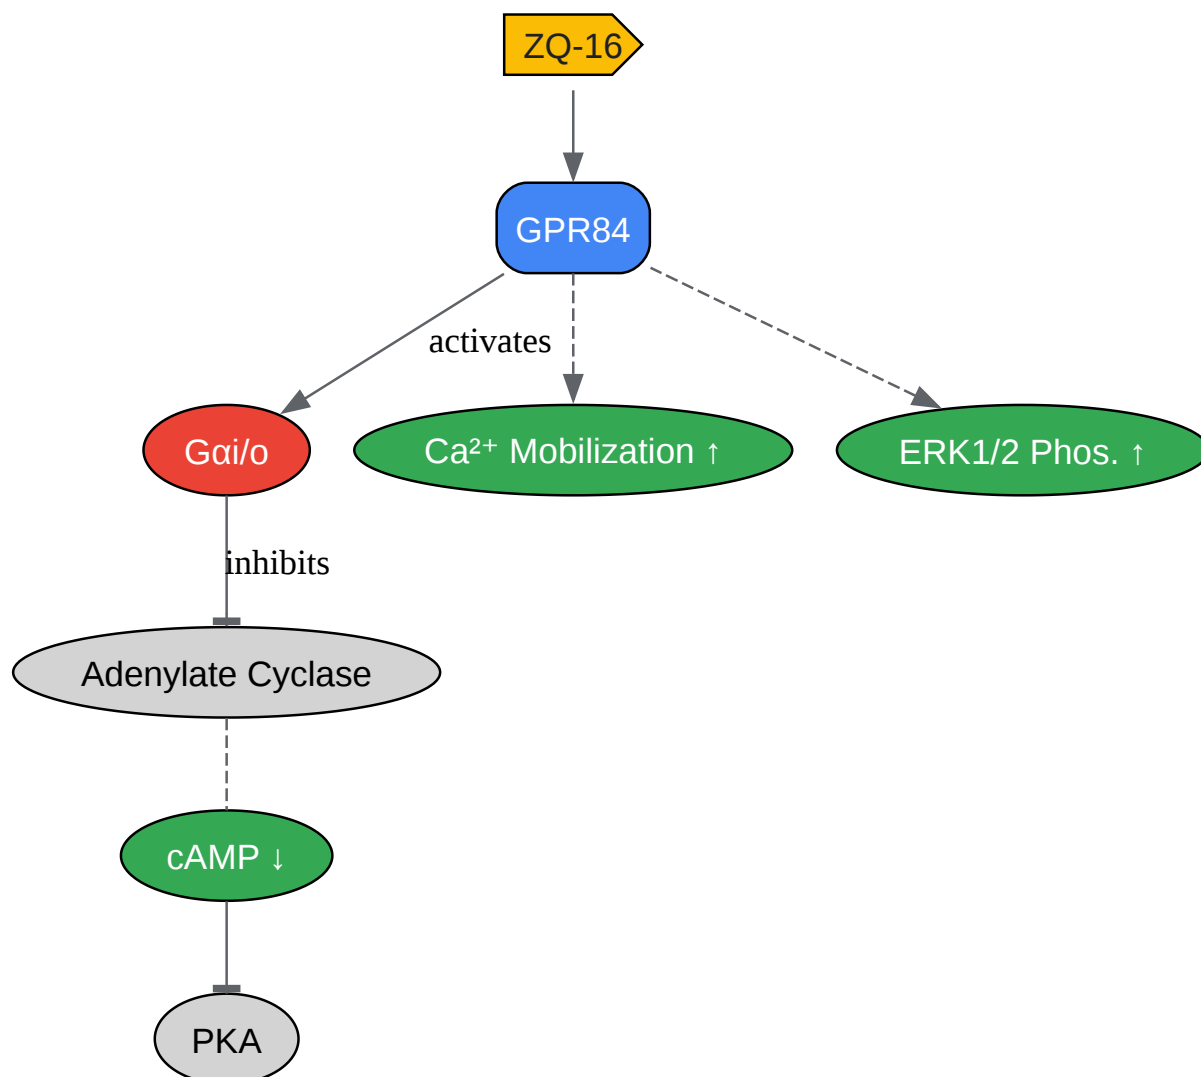 ZQ-16
GPR84
activates
Gαi/o
Ca²⁺ Mobilization ↑
ERK1/2 Phos. ↑
inhibits
Adenylate Cyclase
cAMP ↓
PKA